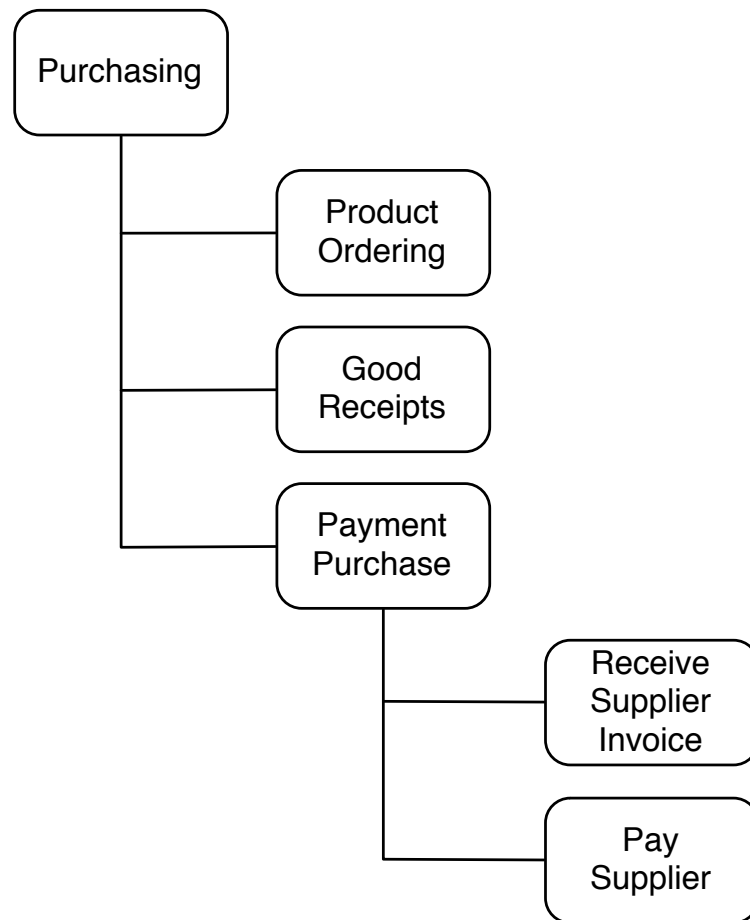 Purchasing
Product
Ordering
Good
Receipts
Payment
Purchase
Receive
Supplier
Invoice
Pay
Supplier